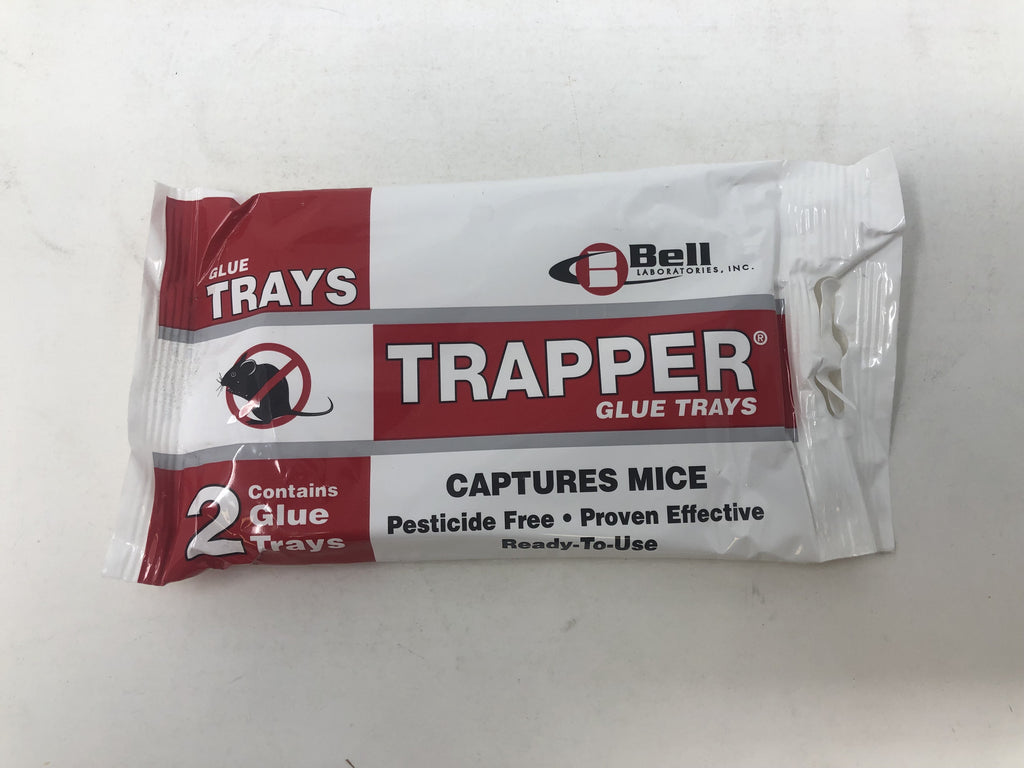 GLUE
TRAYS
Bell
LABORATORIES, INC.
TRAPPER®
GLUE TRAYS
2 Contains
Glue
Trays
CAPTURES MICE
Pesticide Free • Proven Effective
Ready-To-Use